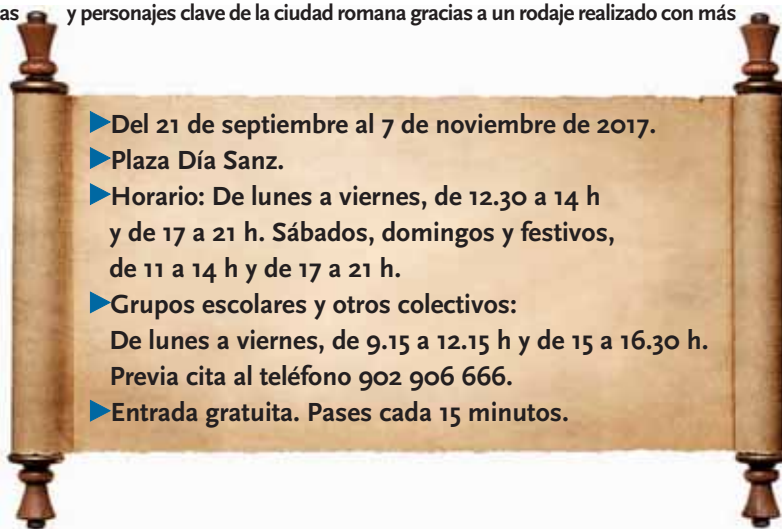 as y personajes clave de la ciudad romana gracias a un rodaje realizado con más
▶Del 21 de septiembre al 7 de noviembre de 2017.
▶Plaza Día Sanz.
▶Horario: De lunes a viernes, de 12.30 a 14 h
y de 17 a 21 h. Sábados, domingos y festivos,
de 11 a 14 h y de 17 a 21 h.
▶Grupos escolares y otros colectivos:
De lunes a viernes, de 9.15 a 12.15 h y de 15 a 16.30 h.
Previa cita al teléfono 902 906 666.
▶Entrada gratuita. Pases cada 15 minutos.